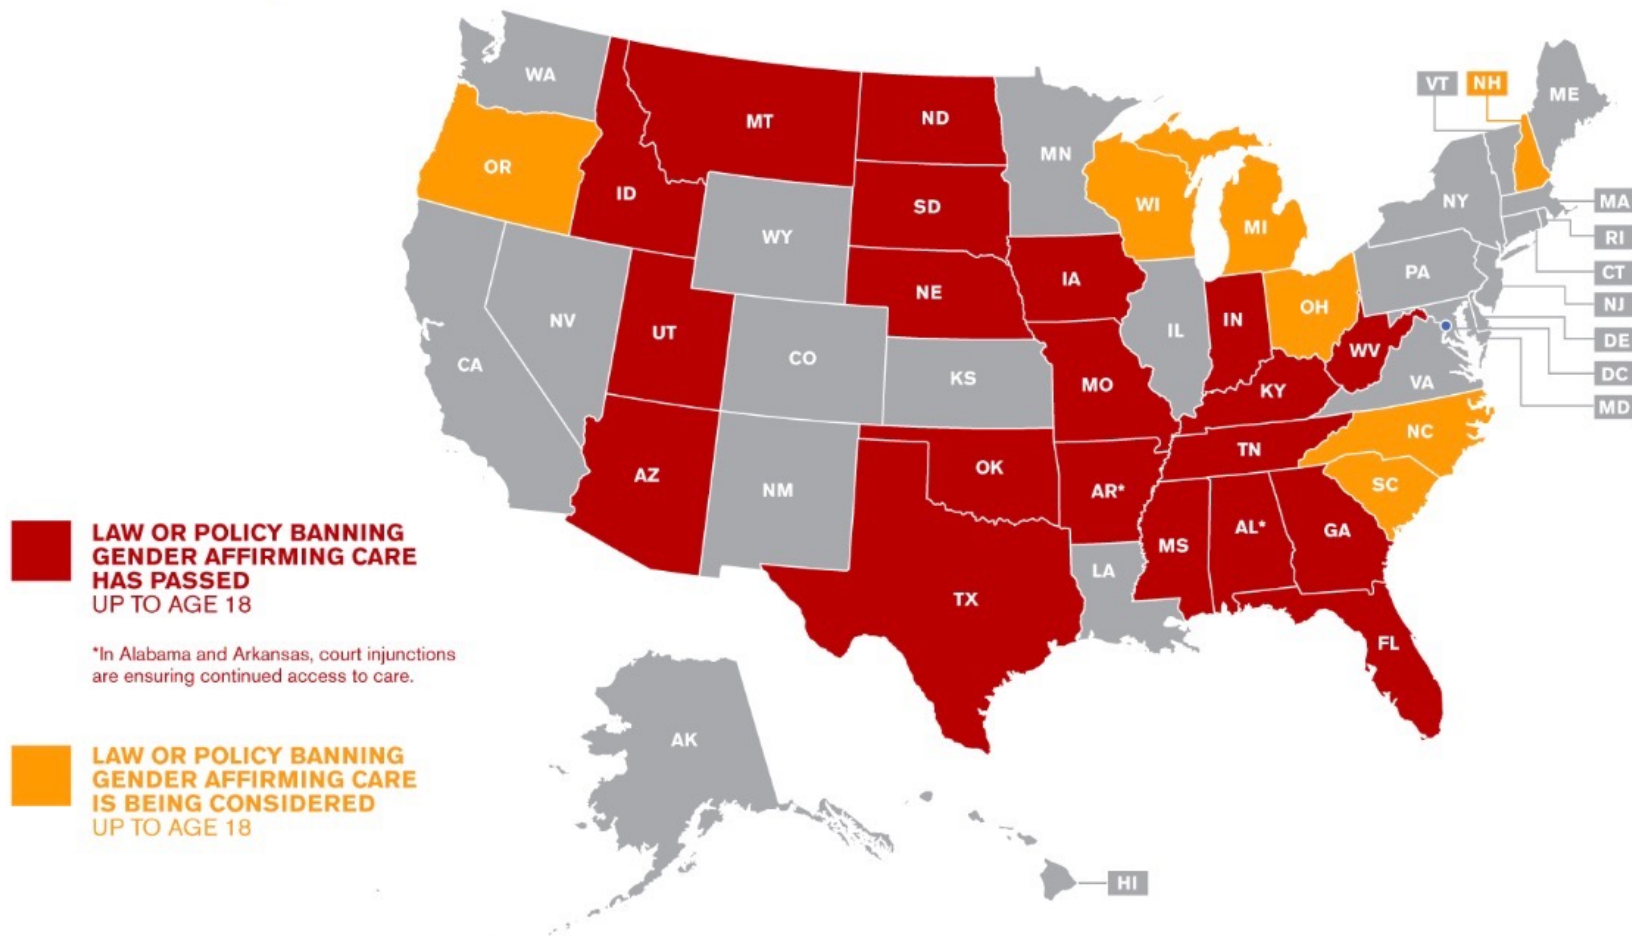 WA
MT
ND
MN
VT
NH
ME
OR
ID
SD
WI
MI
NY
MA
WY
RI
IA
PA
CT
NE
NJ
NV
UT
IL
IN
OH
DE
CA
CO
KS
MO
WV
KY
VA
DC
MD
NC
AZ
NM
OK
AR*
TN
SC
MS
AL*
GA
LA
TX
FL
LAW OR POLICY BANNING
GENDER AFFIRMING CARE
HAS PASSED
UP TO AGE 18
*In Alabama and Arkansas, court injunctions
are ensuring continued access to care.
LAW OR POLICY BANNING
GENDER AFFIRMING CARE
IS BEING CONSIDERED
UP TO AGE 18
AK
HI